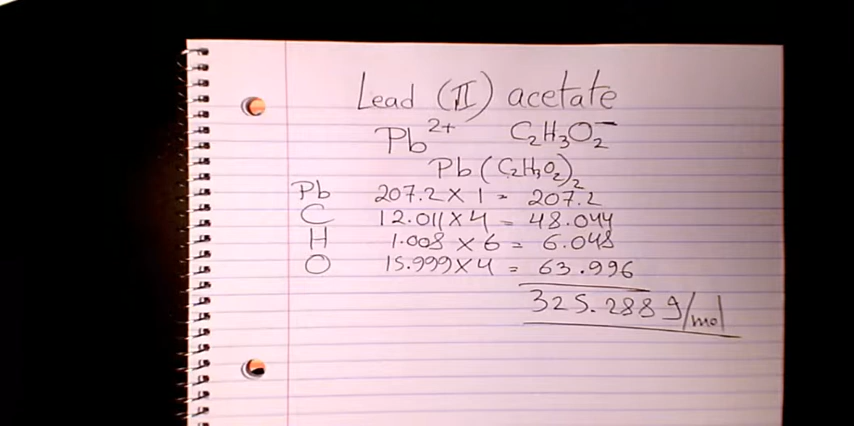 Lead (II) acetate
Pb²⁺ C₂H₃O₂⁻
Pb(C₂H₃O₂)₂
Pb 207.2 × 1 = 207.2
C 12.011 × 4 = 48.044
H 1.008 × 6 = 6.048
O 15.999 × 4 = 63.996
325.288 g/mol